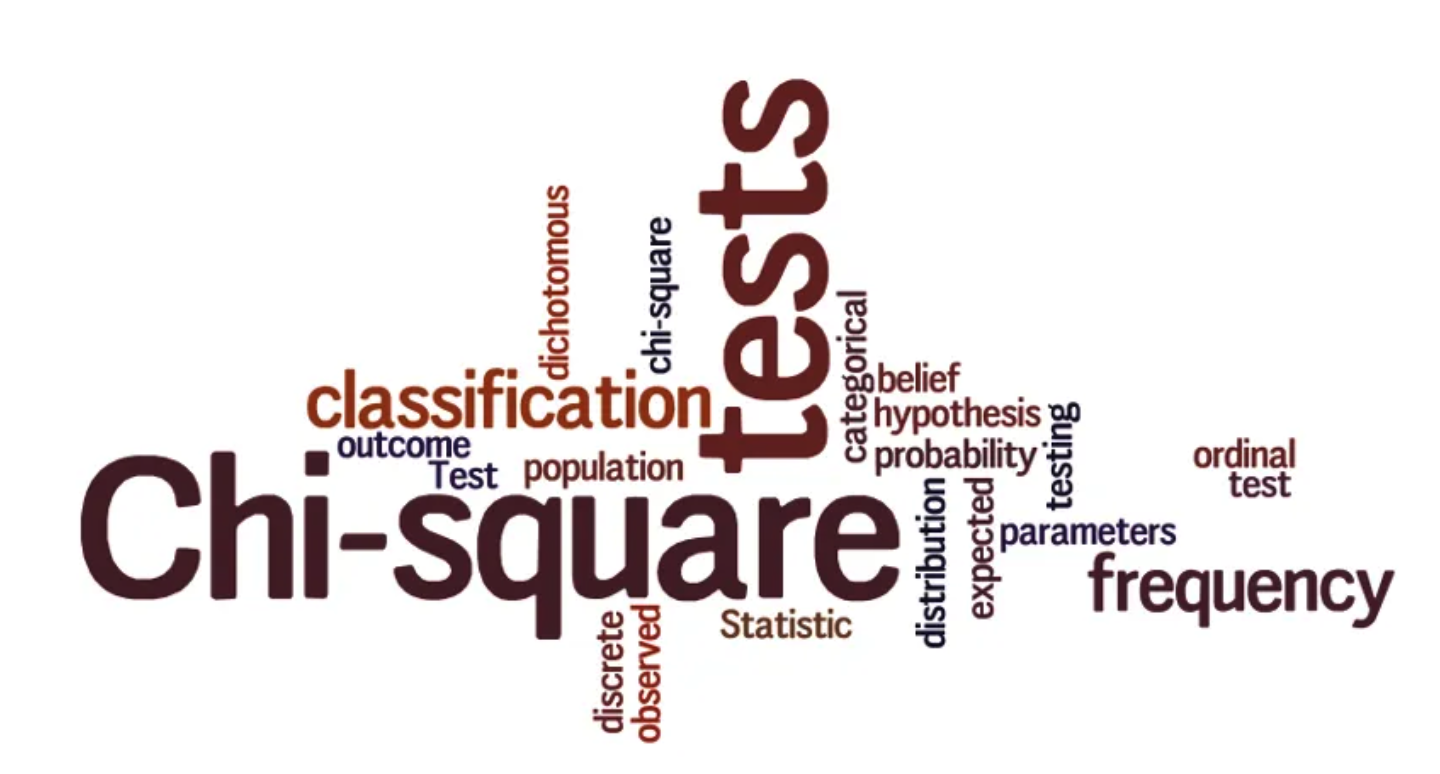 tests
dichotomous
chi-square
categorical
classification
belief
hypothesis
testing
outcome
probability
ordinal
Test
population
test
Chi-square
distribution
expected
parameters
frequency
discrete
observed
Statistic